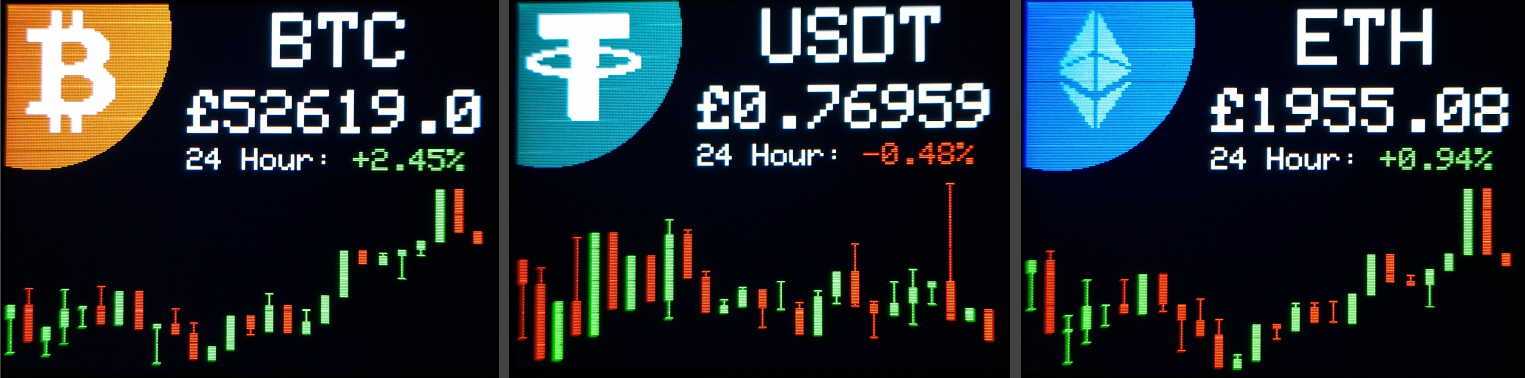 BTC
£52619.0
24 Hour: +2.45%
USDT
£0.76959
24 Hour: -0.48%
ETH
£1955.08
24 Hour: +0.94%